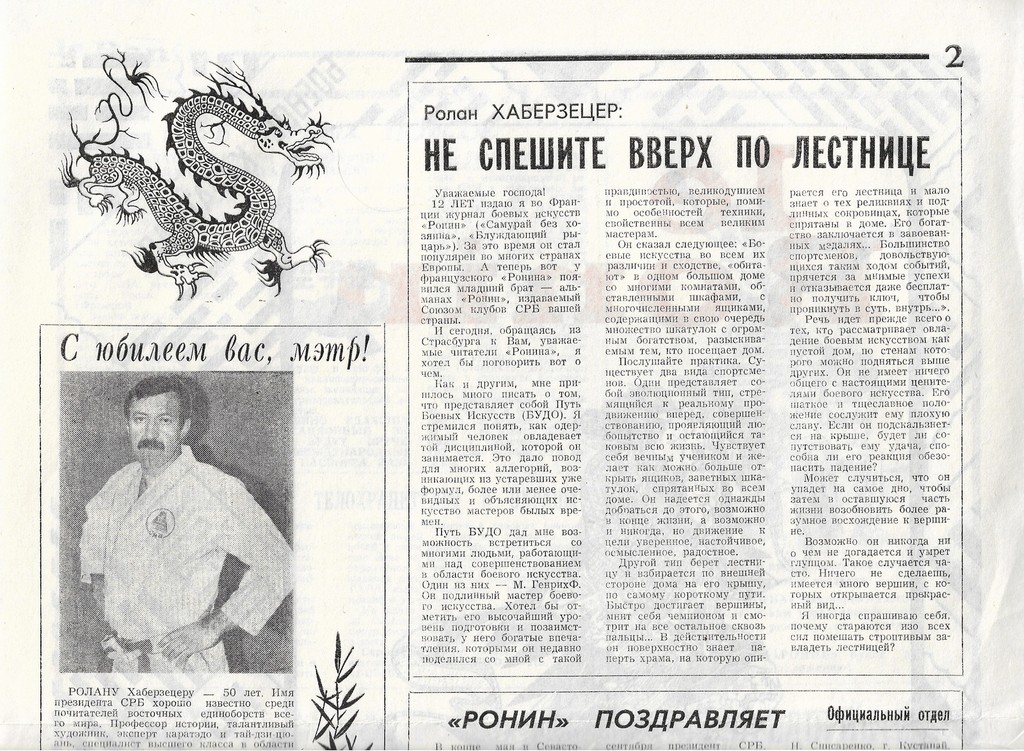 2
Ролан ХАБЕРЗЕЦЕР:
НЕ СПЕШИТЕ ВВЕРХ ПО ЛЕСТНИЦЕ
Уважаемые господа!
12 ЛЕТ издаю я во Фран-
ции журнал боевых искусств
«Ронин» («Самурай без хо-
зяина», «Блуждающий ры-
царь»). За это время он стал
популярен во многих странах
Европы. А теперь вот у
французского «Ронина» поя-
вился младший брат — аль-
манах «Ронин», издаваемый
Союзом клубов СРБ вашей
страны.
И сегодня, обращаясь из
Страсбурга к Вам, уважае-
мые читатели «Ронина», я
хотел бы поговорить вот о
чем.
Как и другим, мне при-
шлось много писать о том,
что представляет собой Путь
Боевых Искусств (БУДО). Я
стремился понять, как одер-
жимый человек овладевает
той дисциплиной, которой он
занимается. Это дало повод
для многих аллегорий, воз-
никающих из устаревших уже
формул, более или менее оче-
видных и объясняющих ис-
кусство мастеров былых вре-
мен.
Путь БУДО дал мне воз-
можность встретиться со
многими людьми, работающи-
ми над совершенствованием
в области боевого искусства.
Один из них — М. ГенрихФ.
Он подлинный мастер боево-
го искусства. Хотел бы от-
метить его высочайший уро-
вень подготовки и позаимст-
вовать у него богатые впеча-
тления, которыми он недавно
поделился со мной с такой
правдивостью, великодушием
и простотой, которые, поми-
мо особенностей техники,
свойственны всем великим
мастерам.
Он сказал следующее: «Бо-
евые искусства во всем их
различии и сходстве, «обита-
ют» в одном большом доме
со многими комнатами, об-
ставленными шкафами, с
многочисленными ящиками,
содержащими в свою очередь
множество шкатулок с огром-
ным богатством, разыскивае-
мым тем, кто посещает дом.
Послушайте практика. Су-
ществует два вида спортсме-
нов. Один представляет со-
бой эволюционный тип, стре-
мящийся к реальному про-
движению вперед, совершен-
ствованию, проявляющий лю-
бопытство и остающийся та-
ковым всю жизнь. Чувствует
себя вечным учеником и же-
лает как можно больше от-
крыть ящиков, заветных шка-
тулок, спрятанных во всем
доме. Он надеется однажды
добраться до этого, возможно
в конце жизни, а возможно
и никогда, но движение к
цели уверенное, настойчивое,
осмысленное, радостное.
Другой тип берет лестни-
цу и взбирается по внешней
стороне дома на его крышу,
по самому короткому пути.
Быстро достигает вершины,
мнит себя чемпионом и смо-
трит на все остальное сквозь
пальцы... В действительности
он поверхностно знает па-
перть храма, на которую опи-
рается его лестница и мало
знает о тех реликвиях и под-
линных сокровищах, которые
спрятаны в доме. Его богат-
ство заключается в завоеван-
ных медалях... Большинство
спортсменов, довольствую-
щихся таким ходом событий,
прячется за мнимые успехи
и отказывается даже бесплат-
но получить ключ, чтобы
проникнуть в суть, внутрь...».
Речь идет прежде всего о
тех, кто рассматривает овла-
дение боевым искусством как
пустой дом, по стенам кото-
рого можно подняться выше
других. Он не имеет ничего
общего с настоящими цените-
лями боевого искусства. Его
шаткое и тщеславное поло-
жение сослужит ему плохую
славу. Если он подскальзнет-
ся на крыше, будет ли со-
путствовать ему удача, спо-
собна ли его реакция обезо-
пасить падение?
Может случиться, что он
упадет на самое дно, чтобы
затем в оставшуюся часть
жизни возобновить более ра-
зумное восхождение к верши-
не.
Возможно он никогда ни
о чем не догадается и умрет
глупцом. Такое случается ча-
сто. Ничего не сделаешь,
имеется много вершин, с ко-
торых открывается прекрас-
ный вид...
Я иногда спрашиваю себя,
почему стараются изо всех
сил помешать строптивым за-
владеть лестницей?
С юбилеем вас, мэтр!
РОЛАНУ Хаберзецеру — 50 лет. Имя
президента СРБ хорошо известно среди
почитателей восточных единоборств все-
го мира. Профессор истории, талантливый
художник, эксперт каратэдо и тай-дзи-цю-
ань, специалист высшего класса в области
«РОНИН» ПОЗДРАВЛЯЕТ
Официальный отдел
В конце мая в Севасто-
сентября президент СРБ,
Н. Слисаренко, г. Кустанай